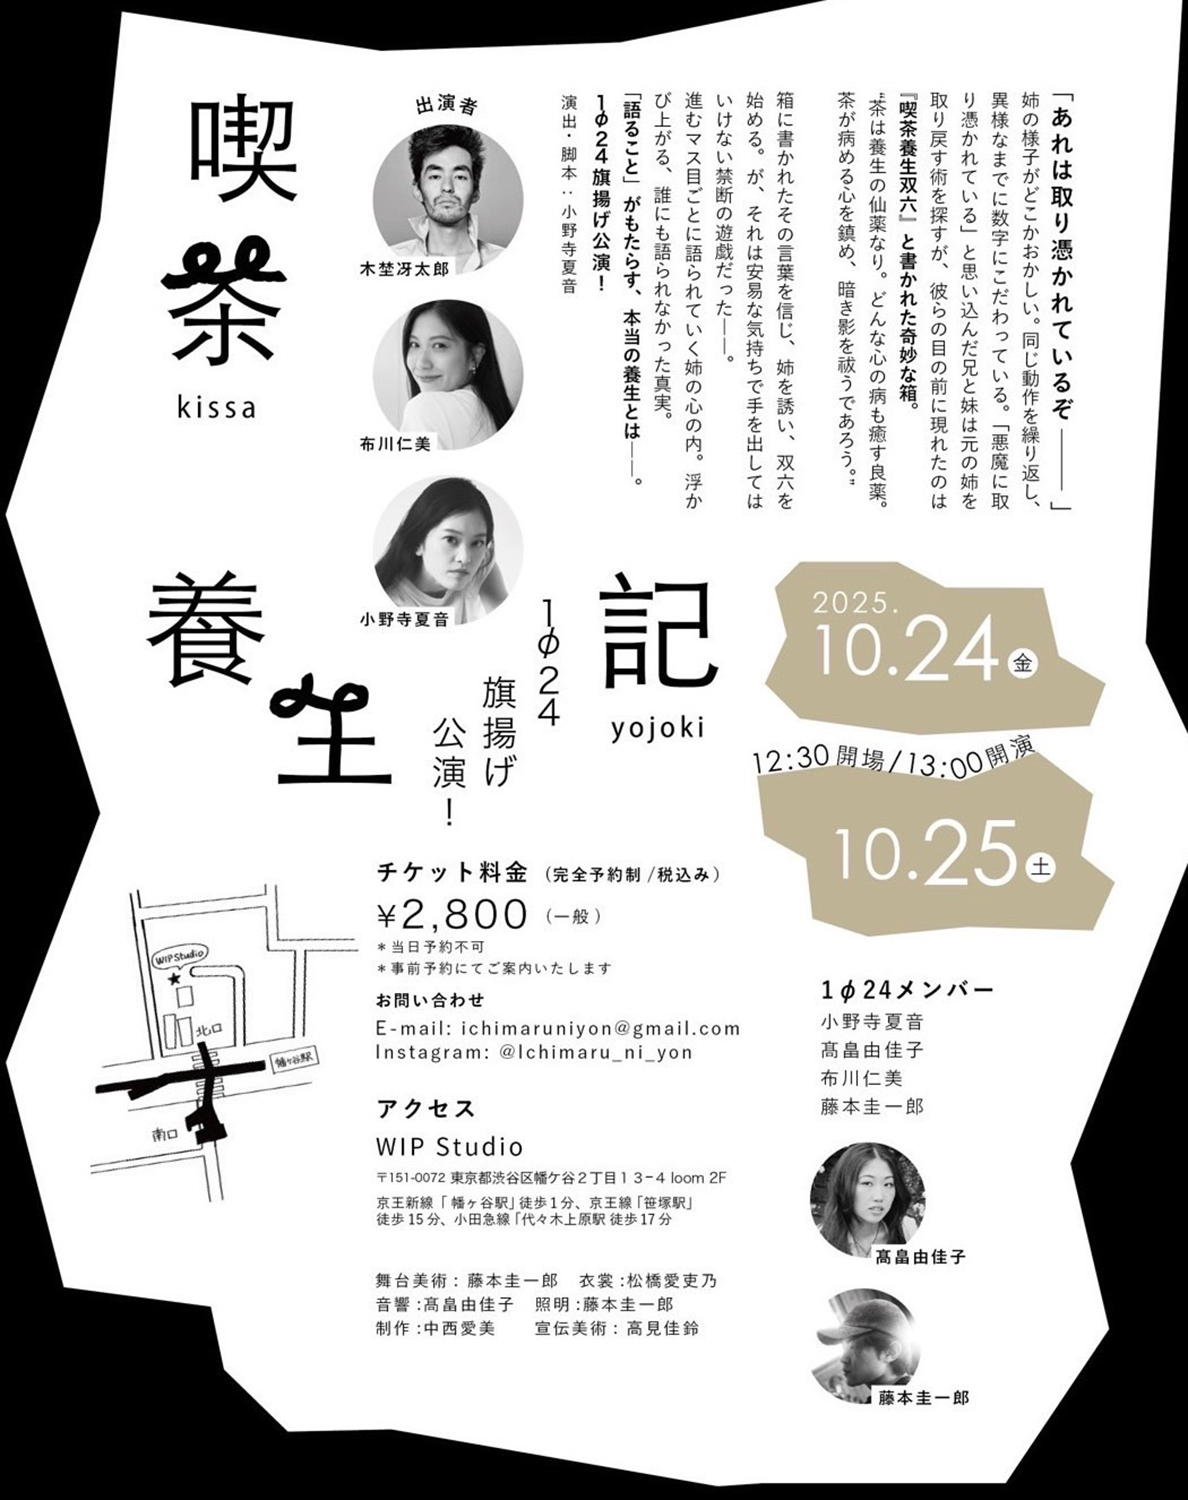 喫茶
kissa
養生
記
yojoki
1φ24
旗揚げ
公演！
出演者
木埜冴太郎
布川仁美
小野寺夏音
「あれは取り憑かれているぞ――」
姉の様子がどこかおかしい。同じ動作を繰り返し、
異様なまでに数字にこだわっている。「悪魔に取
り憑かれている」と思い込んだ兄と妹は元の姉を
取り戻す術を探すが、彼らの目の前に現れたのは
『喫茶養生双六』と書かれた奇妙な箱。
"茶は養生の仙薬なり。どんな心の病も癒す良薬。
茶が病める心を鎮め、暗き影を祓うであろう。"
箱に書かれたその言葉を信じ、姉を誘い、双六を
始める。が、それは安易な気持ちで手を出しては
いけない禁断の遊戯だった――。
進むマス目ごとに語られていく姉の心の内。浮か
び上がる、誰にも語られなかった真実。
「語ること」がもたらす、本当の養生とは――。
1φ24旗揚げ公演！
演出・脚本：小野寺夏音
2025.
10.24 金
12:30開場/13:00開演
10.25 土
チケット料金（完全予約制/税込み）
¥2,800（一般）
＊当日予約不可
＊事前予約にてご案内いたします
お問い合わせ
E-mail: ichimaruniyon@gmail.com
Instagram: @Ichimaru_ni_yon
アクセス
WIP Studio
〒151-0072 東京都渋谷区幡ケ谷２丁目１３−４ loom 2F
京王新線「 幡ヶ谷駅」徒歩１分、京王線「笹塚駅」
徒歩 15 分、小田急線「代々木上原駅 徒歩 17 分
舞台美術：藤本圭一郎　衣裳:松橋愛吏乃
音響:髙畠由佳子　照明:藤本圭一郎
制作:中西愛美　宣伝美術：高見佳鈴
WIP Studio
北口
幡ヶ谷駅
南口
1φ24メンバー
小野寺夏音
髙畠由佳子
布川仁美
藤本圭一郎
髙畠由佳子
藤本圭一郎